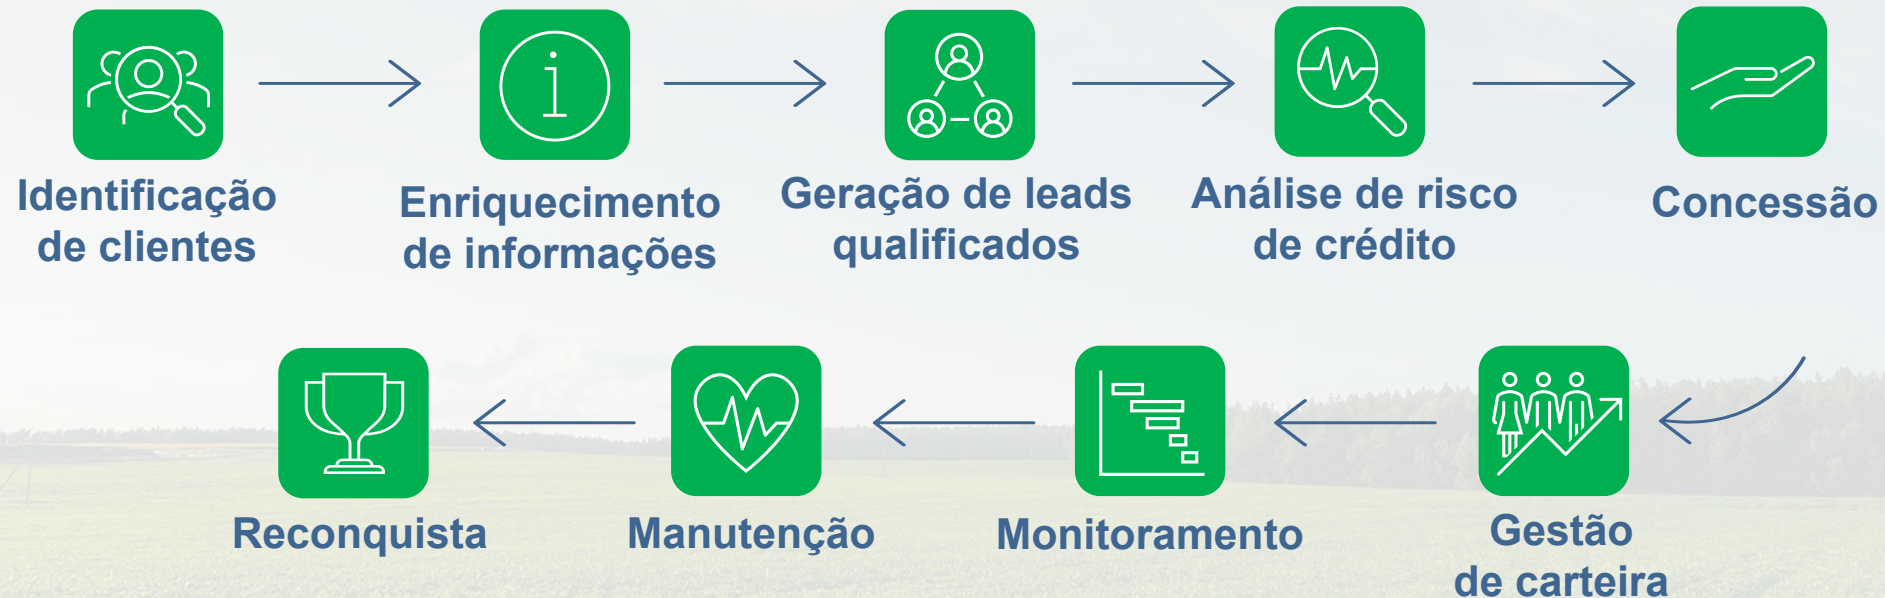 Identificação
de clientes
Enriquecimento
de informações
Geração de leads
qualificados
Análise de risco
de crédito
Concessão
Reconquista
Manutenção
Monitoramento
Gestão
de carteira